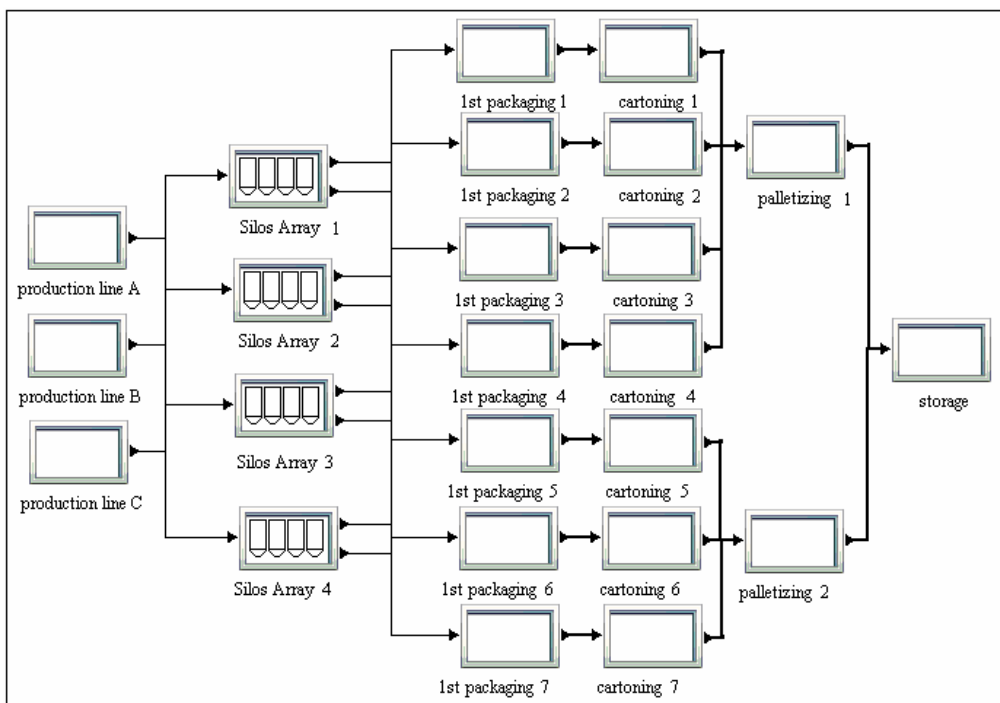 1st packaging 1
cartoning 1
1st packaging 2
cartoning 2
palletizing 1
Silos Array 1
production line A
1st packaging 3
cartoning 3
Silos Array 2
production line B
1st packaging 4
cartoning 4
storage
Silos Array 3
1st packaging 5
cartoning 5
production line C
Silos Array 4
1st packaging 6
cartoning 6
palletizing 2
1st packaging 7
cartoning 7